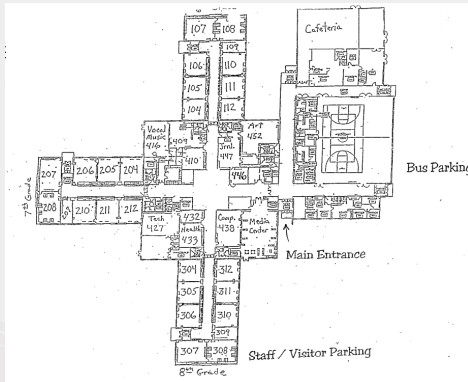 107 108
109
106 110
105 111
104 112
Cafeteria
Vocal
Music
416
409
410
Jrnl.
447
Art
452
446
207 206 205 204
7th Grade
208 210 211 212
Tech
427
432
Health
433
Comp.
438
Media
Center
Bus Parking
Main Entrance
304 312
305 311
306 310
309
307 308
8th Grade
Staff / Visitor Parking